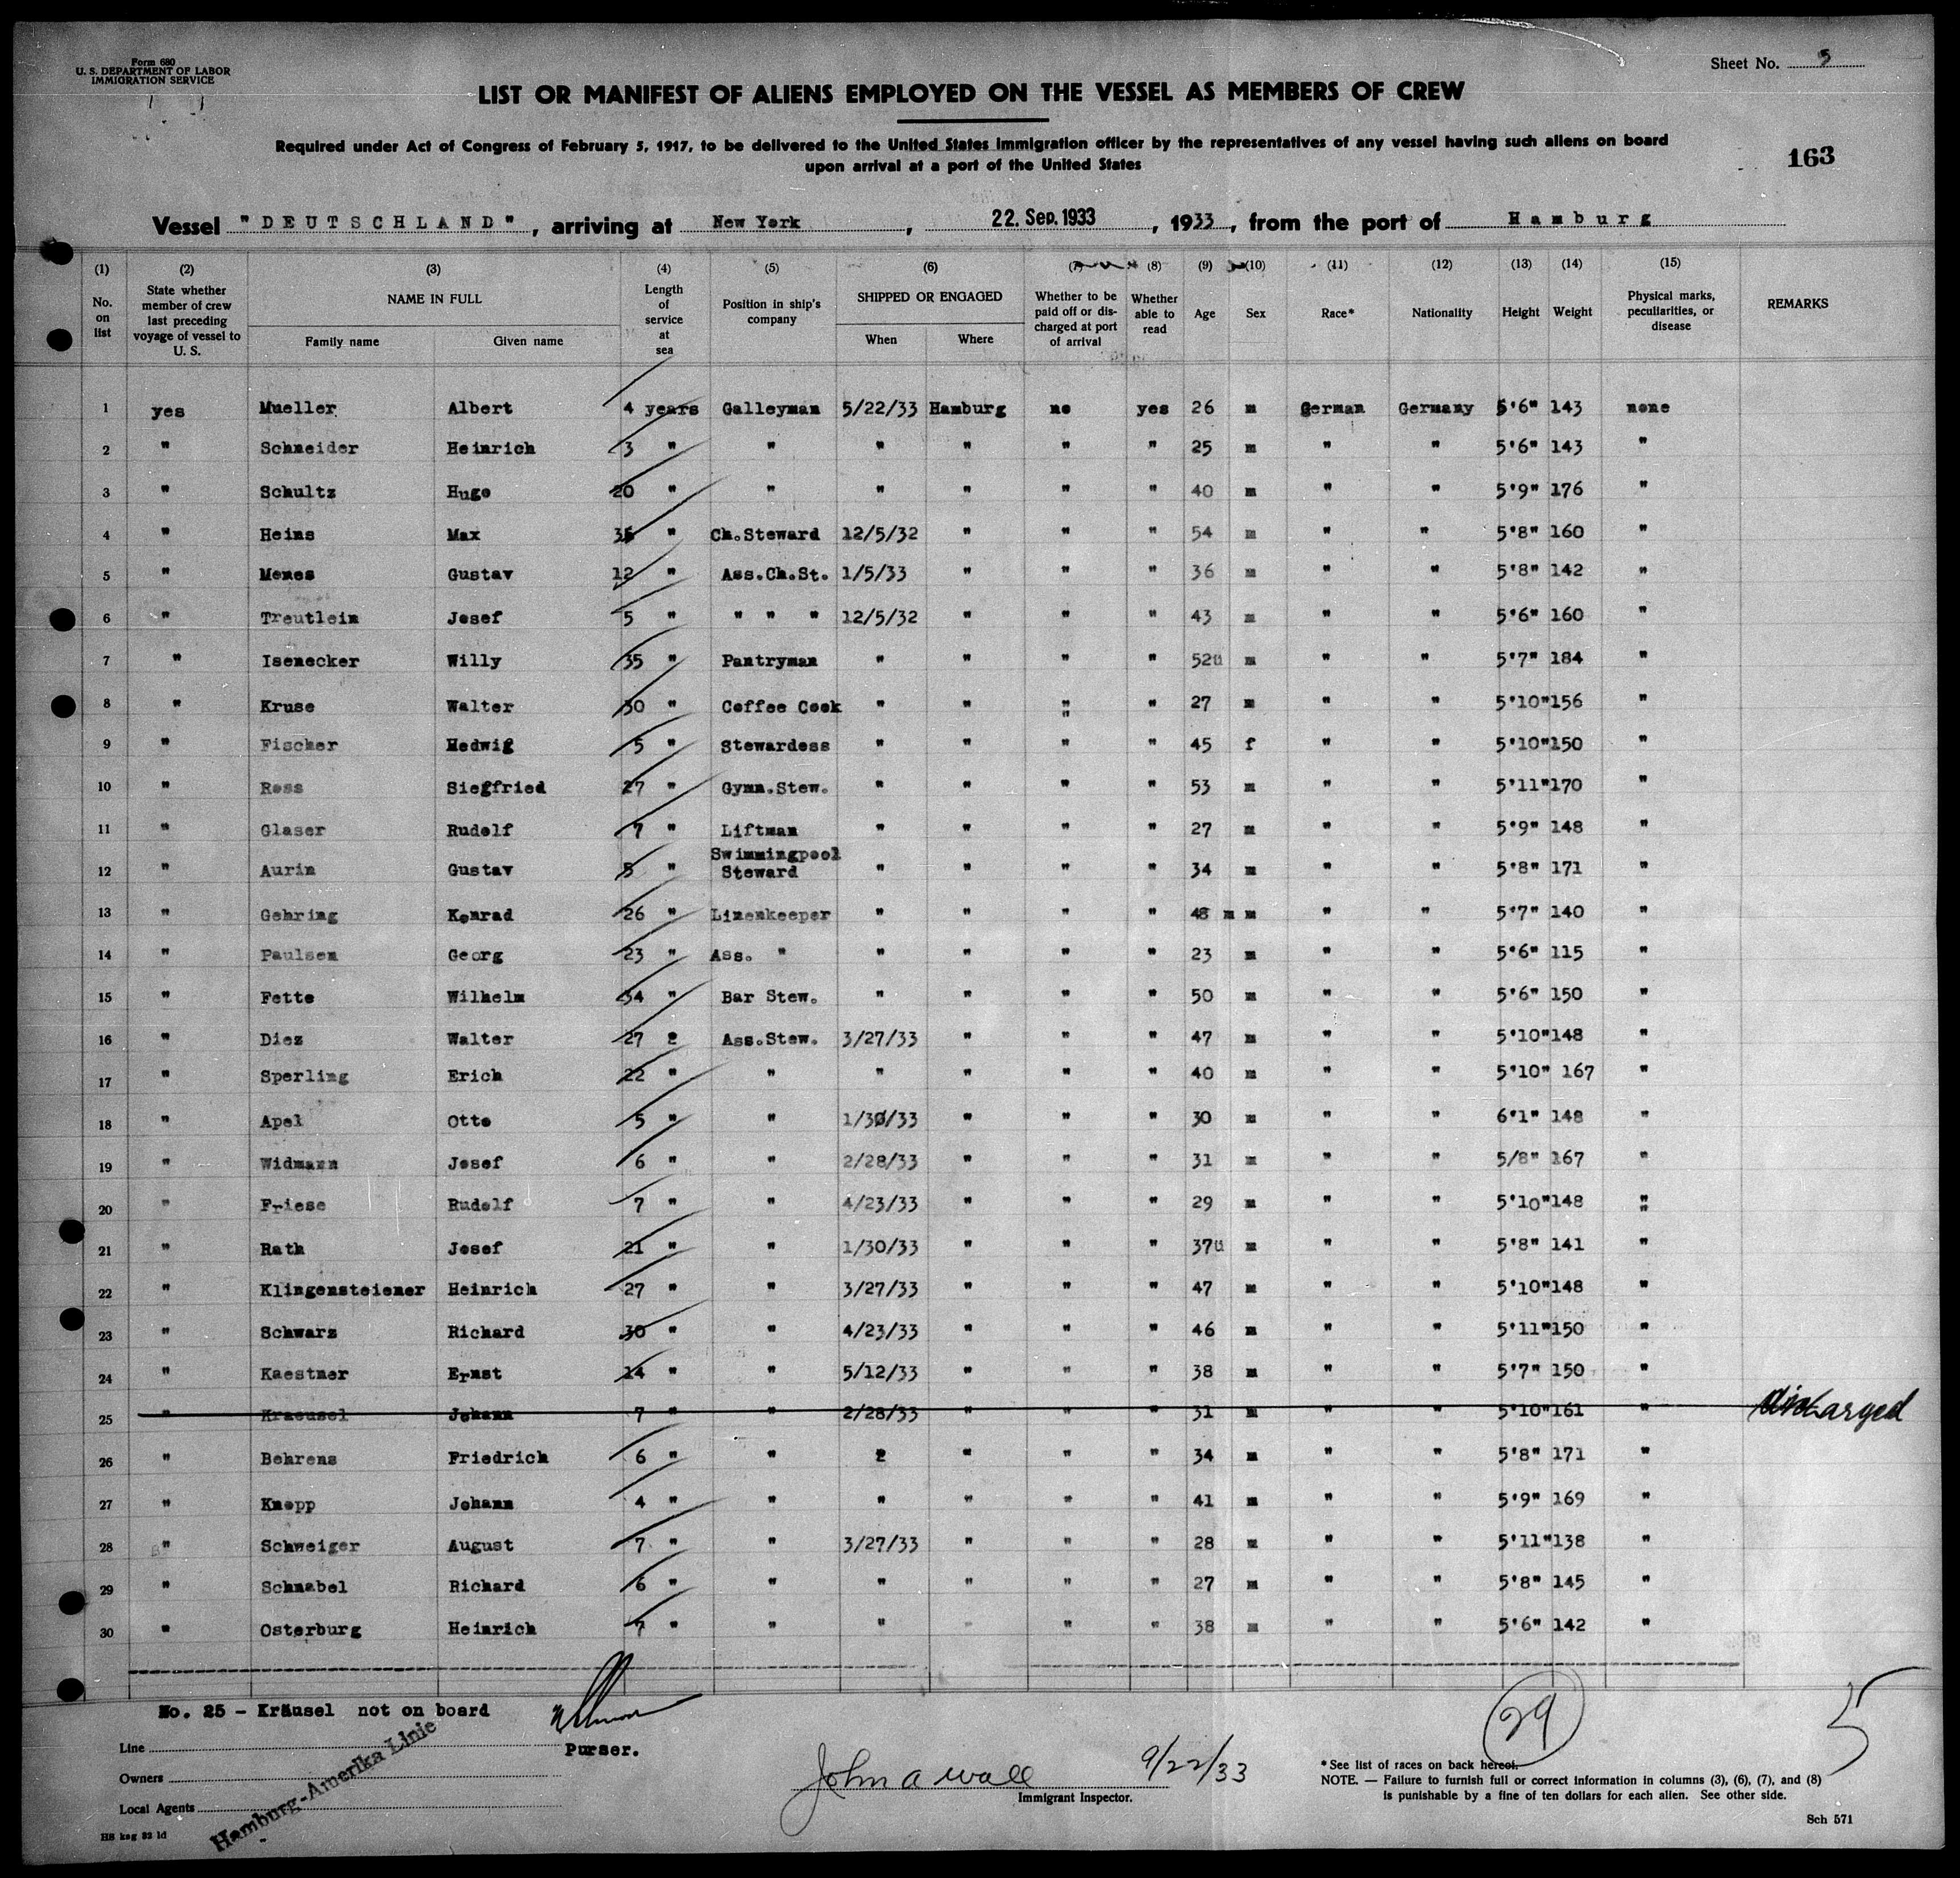 Form 680
U. S. DEPARTMENT OF LABOR
IMMIGRATION SERVICE
Sheet No. 5
LIST OR MANIFEST OF ALIENS EMPLOYED ON THE VESSEL AS MEMBERS OF CREW
Required under Act of Congress of February 5, 1917, to be delivered to the United States immigration officer by the representatives of any vessel having such aliens on board
upon arrival at a port of the United States
163
Vessel "DEUTSCHLAND", arriving at New York, 22. Sep. 1933, 1933, from the port of Hamburg
(1) (2) (3) (4) (5) (6) (7) (8) (9) (10) (11) (12) (13) (14) (15)
No. on list | State whether member of crew last preceding voyage of vessel to U. S. | NAME IN FULL | Length of service at sea | Position in ship's company | SHIPPED OR ENGAGED | Whether to be paid off or discharged at port of arrival | Whether able to read | Age | Sex | Race* | Nationality | Height | Weight | Physical marks, peculiarities, or disease | REMARKS
Family name | Given name | When | Where
1 yes Mueller Albert 4 years Galleyman 5/22/33 Hamburg no yes 26 m German Germany 5'6" 143 none
2 " Schneider Heinrich 3 " " " " " " 25 m " " 5'6" 143 "
3 " Schultz Hugo 20 " " " " " " 40 m " " 5'9" 176 "
4 " Heins Max 35 " Ch.Steward 12/5/32 " " " 54 m " " 5'8" 160 "
5 " Menes Gustav 12 " Ass.Ch.St. 1/5/33 " " " 36 m " " 5'8" 142 "
6 " Treutlein Josef 5 " " " " 12/5/32 " " " 43 m " " 5'6" 160 "
7 " Isenecker Willy 35 " Pantryman " " " " 52 m " " 5'7" 184 "
8 " Kruse Walter 30 " Coffee Cook " " " " 27 m " " 5'10" 156 "
9 " Fischer Hedwig 5 " Stewardess " " " " 45 f " " 5'10" 150 "
10 " Ross Siegfried 27 " Gymn.Stew. " " " " 53 m " " 5'11" 170 "
11 " Glaser Rudolf 7 " Liftman " " " " 27 m " " 5'9" 148 "
12 " Aurin Gustav 5 " Swimmingpool Steward " " " " 34 m " " 5'8" 171 "
13 " Gehring Konrad 26 " Linenkeeper " " " " 48 m m " " 5'7" 140 "
14 " Paulsen Georg 23 " Ass. " " " " " 23 m " " 5'6" 115 "
15 " Fette Wilhelm 34 " Bar Stew. " " " " 50 m " " 5'6" 150 "
16 " Diez Walter 27 2 Ass.Stew. 3/27/33 " " " 47 m " " 5'10" 148 "
17 " Sperling Erich 22 " " " " " " 40 m " " 5'10" 167 "
18 " Apel Otto 5 " " 1/30/33 " " " 30 m " " 6'1" 148 "
19 " Widmann Josef 6 " " 2/28/33 " " " 31 m " " 5/8" 167 "
20 " Friese Rudolf 7 " " 4/23/33 " " " 29 m " " 5'10" 148 "
21 " Rath Josef 21 " " 1/30/33 " " " 37 m " " 5'8" 141 "
22 " Klingensteiener Heinrich 27 " " 3/27/33 " " " 47 m " " 5'10" 148 "
23 " Schwarz Richard 30 " " 4/23/33 " " " 46 m " " 5'11" 150 "
24 " Kaestner Ernst 14 " " 5/12/33 " " " 38 m " " 5'7" 150 "
25 " Kraeusel Johann 7 " " 2/28/33 " " " 31 m " " 5'10" 161 " discharged
26 " Behrens Friedrich 6 " " 2 " " " 34 m " " 5'8" 171 "
27 " Knopp Johann 4 " " " " " " 41 m " " 5'9" 169 "
28 " Schweiger August 7 " " 3/27/33 " " " 28 m " " 5'11" 138 "
29 " Schnabel Richard 6 " " " " " " 27 m " " 5'8" 145 "
30 " Osterburg Heinrich 7 " " " " " " 38 m " " 5'6" 142 "
No. 25 - Kräusel not on board
Purser.
29
5
Line
Owners
Local Agents
Hamburg-Amerika Linie
John A Wall 9/22/33
Immigrant Inspector.
* See list of races on back hereof.
NOTE. — Failure to furnish full or correct information in columns (3), (6), (7), and (8)
is punishable by a fine of ten dollars for each alien. See other side.
Sch 571